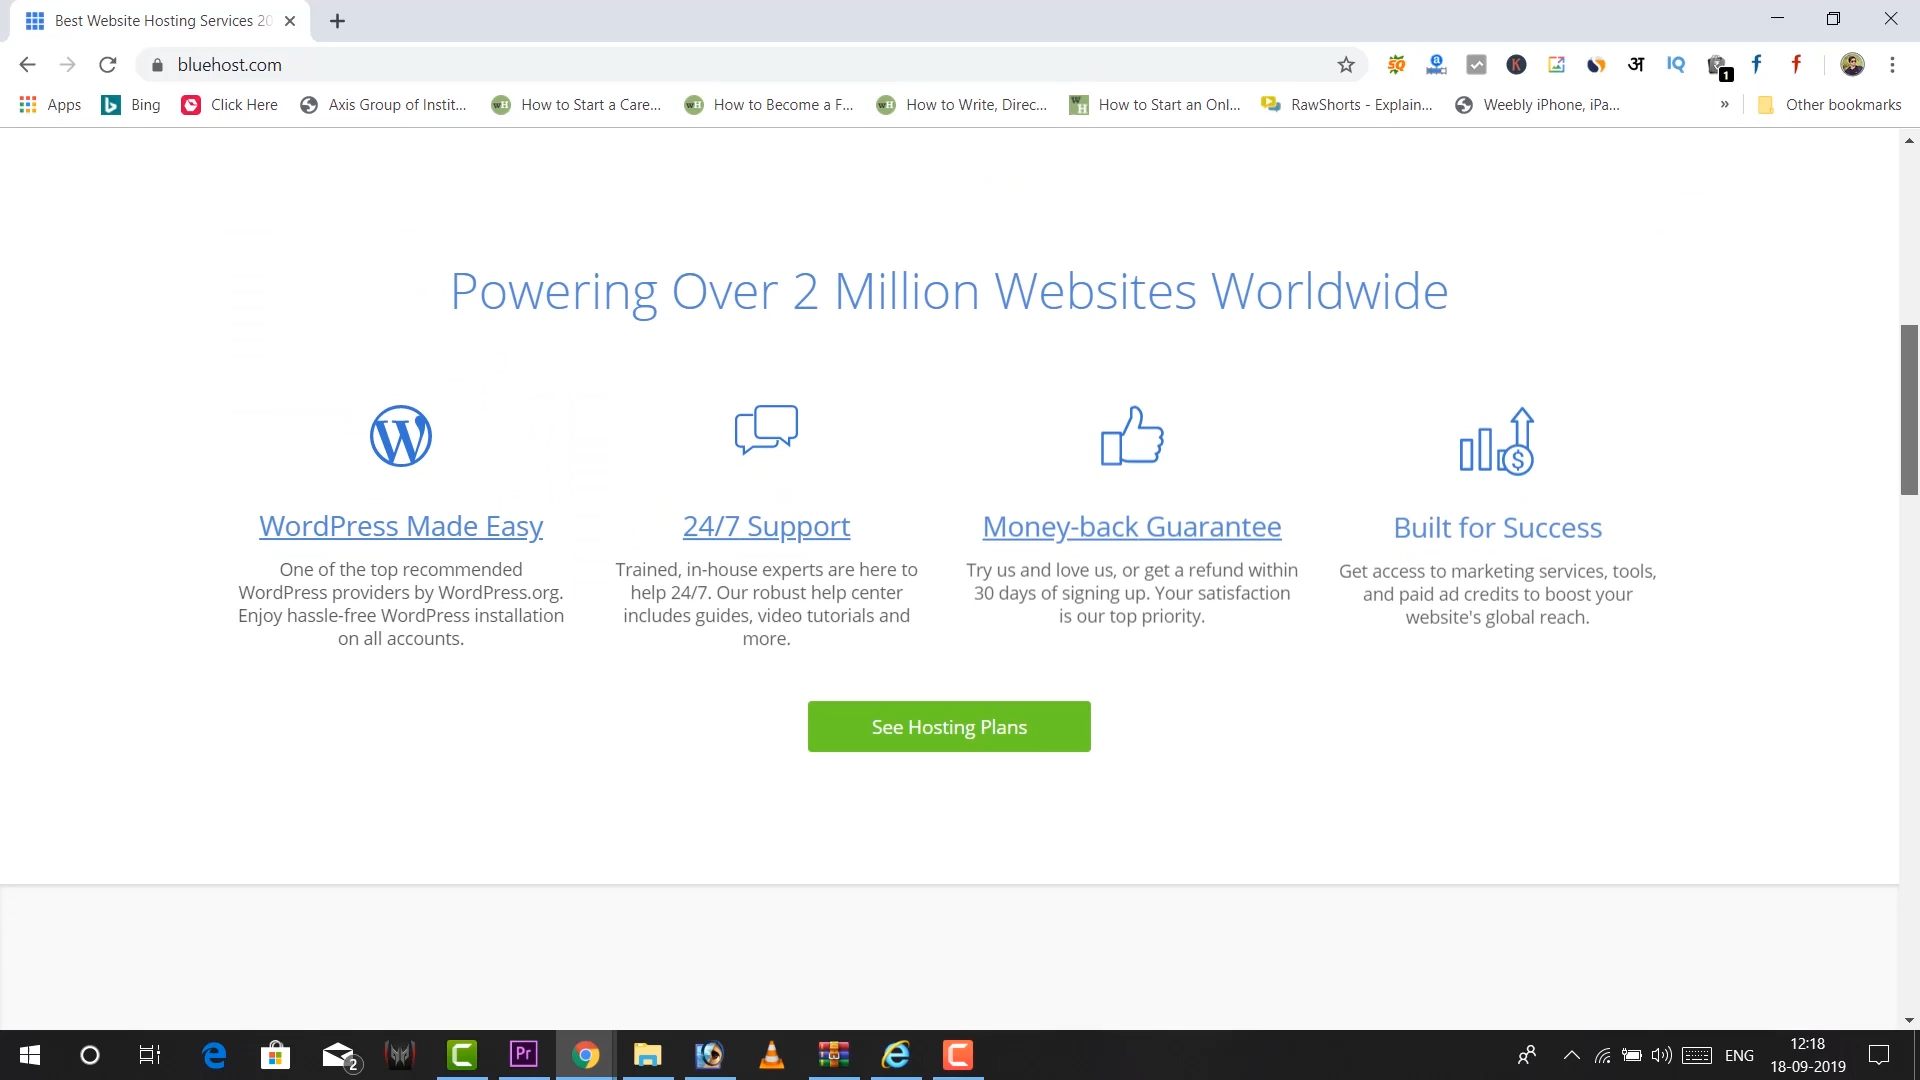 Best Website Hosting Services 20
bluehost.com
SQ
K
अ
IQ
1
f
f
Apps
Bing
Click Here
Axis Group of Instit...
How to Start a Care...
How to Become a F...
How to Write, Direc...
How to Start an Onl...
RawShorts - Explain...
Weebly iPhone, iPa...
»
Other bookmarks
Powering Over 2 Million Websites Worldwide
WordPress Made Easy
One of the top recommended
WordPress providers by WordPress.org.
Enjoy hassle-free WordPress installation
on all accounts.
24/7 Support
Trained, in-house experts are here to
help 24/7. Our robust help center
includes guides, video tutorials and
more.
Money-back Guarantee
Try us and love us, or get a refund within
30 days of signing up. Your satisfaction
is our top priority.
Built for Success
Get access to marketing services, tools,
and paid ad credits to boost your
website's global reach.
See Hosting Plans
2
Pr
ENG
12:18
18-09-2019